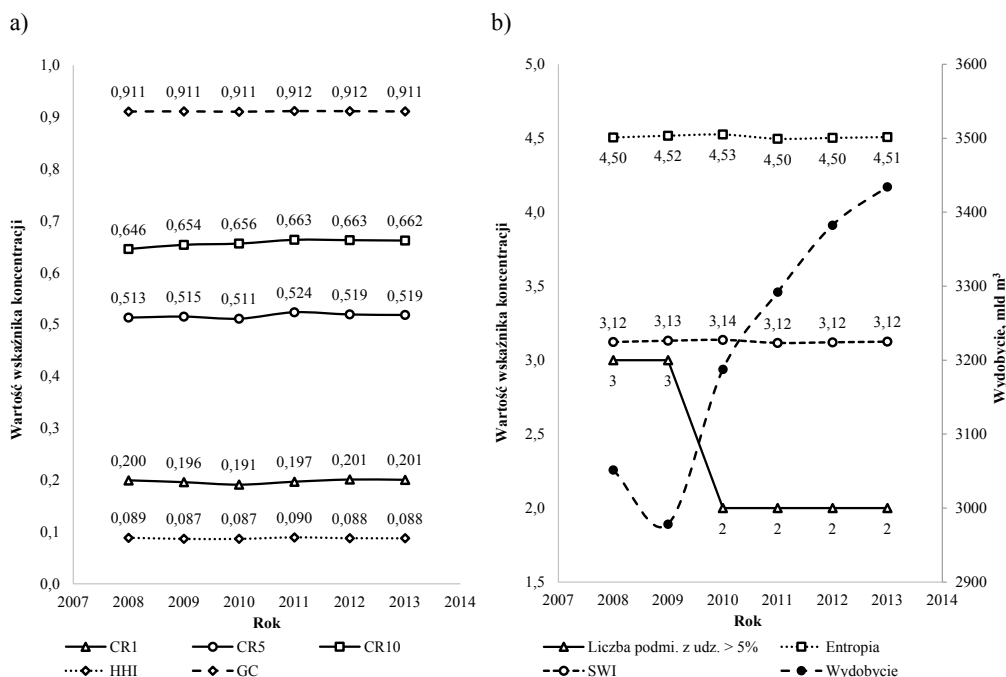 a)
Wartość wskaźnika koncentracji
1,0
0,9
0,8
0,7
0,6
0,5
0,4
0,3
0,2
0,1
0,0
0,911 0,911 0,911 0,912 0,912 0,911
0,646 0,654 0,656 0,663 0,663 0,662
0,513 0,515 0,511 0,524 0,519 0,519
0,200 0,196 0,191 0,197 0,201 0,201
0,089 0,087 0,087 0,090 0,088 0,088
2007 2008 2009 2010 2011 2012 2013 2014
Rok
CR1 CR5 CR10
HHI GC
b)
Wartość wskaźnika koncentracji
5,0
4,5
4,0
3,5
3,0
2,5
2,0
1,5
4,50 4,52 4,53 4,50 4,50 4,51
3,12 3,13 3,14 3,12 3,12 3,12
3 3
2 2 2 2
3600
3500
3400
3300
3200
3100
3000
2900
Wydobycie, mld m³
2007 2008 2009 2010 2011 2012 2013 2014
Rok
Liczba podmi. z udz. > 5% Entropia
SWI Wydobycie